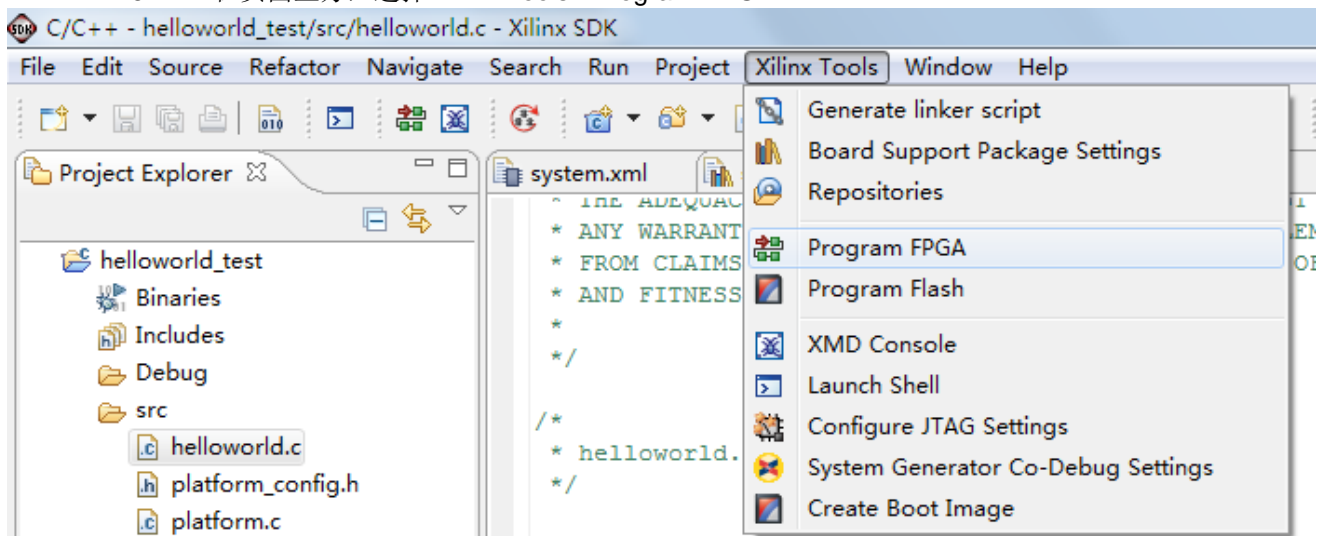 C/C++ - helloworld_test/src/helloworld.c - Xilinx SDK
File Edit Source Refactor Navigate Search Run Project Xilinx Tools Window Help
Project Explorer
system.xml
helloworld_test
Binaries
Includes
Debug
src
helloworld.c
platform_config.h
platform.c
* THE ADEQUAC
* ANY WARRANT
* FROM CLAIMS
* AND FITNESS
*
*/
/*
* helloworld.
*/
Generate linker script
Board Support Package Settings
Repositories
Program FPGA
Program Flash
XMD Console
Launch Shell
Configure JTAG Settings
System Generator Co-Debug Settings
Create Boot Image